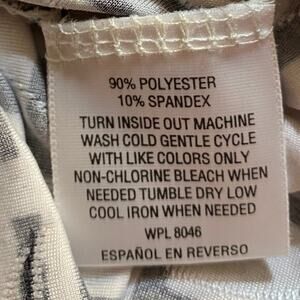 90% POLYESTER
10% SPANDEX
TURN INSIDE OUT MACHINE
WASH COLD GENTLE CYCLE
WITH LIKE COLORS ONLY
NON-CHLORINE BLEACH WHEN
NEEDED TUMBLE DRY LOW
COOL IRON WHEN NEEDED
WPL 8046
ESPAÑOL EN REVERSO